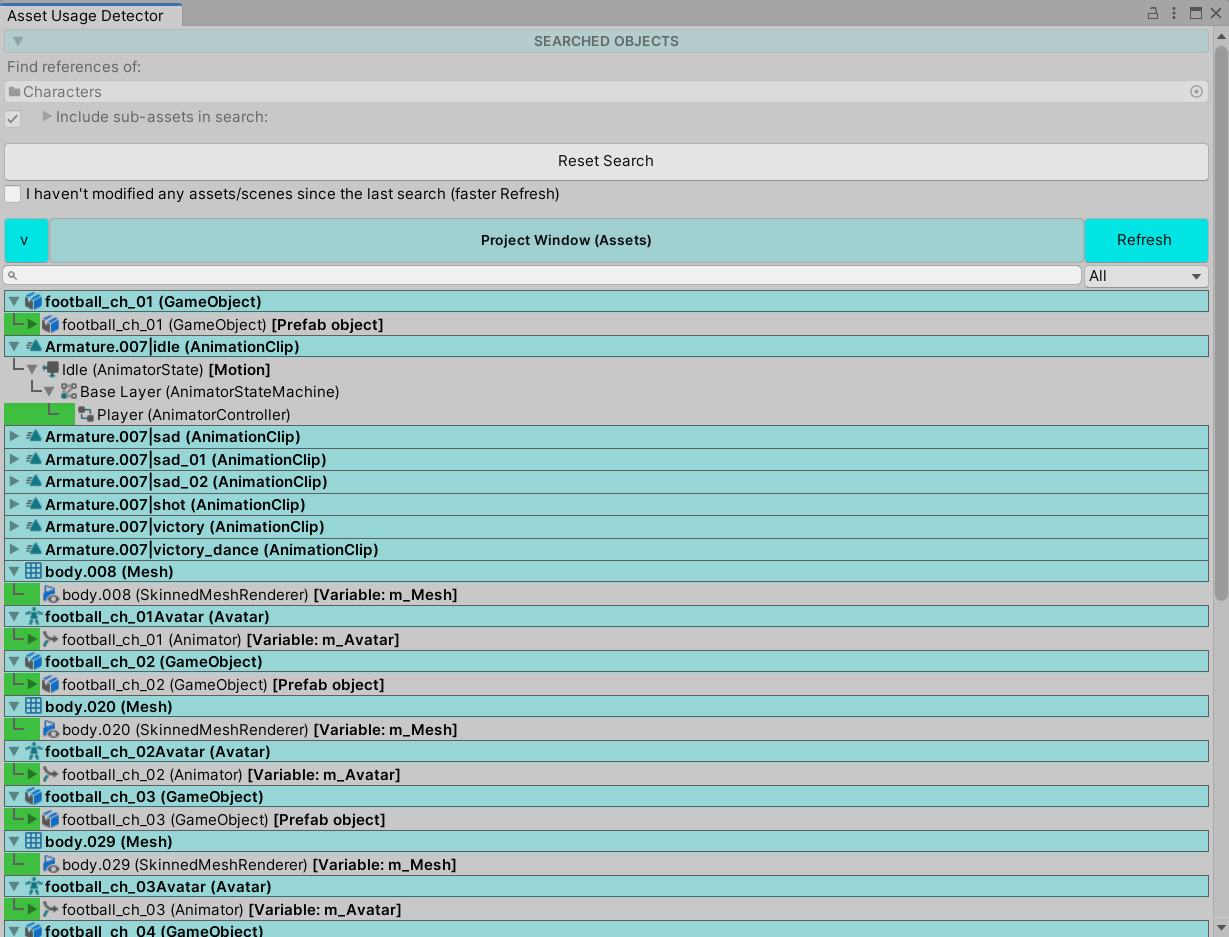 Asset Usage Detector
SEARCHED OBJECTS
Find references of:
Characters
Include sub-assets in search:
Reset Search
I haven't modified any assets/scenes since the last search (faster Refresh)
v Project Window (Assets) Refresh
All
football_ch_01 (GameObject)
football_ch_01 (GameObject) [Prefab object]
Armature.007|idle (AnimationClip)
Idle (AnimatorState) [Motion]
Base Layer (AnimatorStateMachine)
Player (AnimatorController)
Armature.007|sad (AnimationClip)
Armature.007|sad_01 (AnimationClip)
Armature.007|sad_02 (AnimationClip)
Armature.007|shot (AnimationClip)
Armature.007|victory (AnimationClip)
Armature.007|victory_dance (AnimationClip)
body.008 (Mesh)
body.008 (SkinnedMeshRenderer) [Variable: m_Mesh]
football_ch_01Avatar (Avatar)
football_ch_01 (Animator) [Variable: m_Avatar]
football_ch_02 (GameObject)
football_ch_02 (GameObject) [Prefab object]
body.020 (Mesh)
body.020 (SkinnedMeshRenderer) [Variable: m_Mesh]
football_ch_02Avatar (Avatar)
football_ch_02 (Animator) [Variable: m_Avatar]
football_ch_03 (GameObject)
football_ch_03 (GameObject) [Prefab object]
body.029 (Mesh)
body.029 (SkinnedMeshRenderer) [Variable: m_Mesh]
football_ch_03Avatar (Avatar)
football_ch_03 (Animator) [Variable: m_Avatar]
football_ch_04 (GameObject)